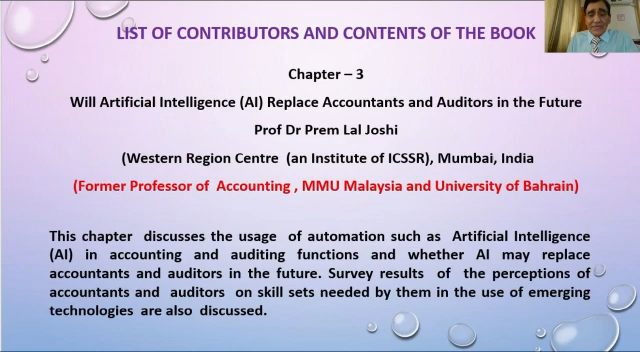 LIST OF CONTRIBUTORS AND CONTENTS OF THE BOOK
Chapter – 3
Will Artificial Intelligence (AI) Replace Accountants and Auditors in the Future
Prof Dr Prem Lal Joshi
(Western Region Centre (an Institute of ICSSR), Mumbai, India
(Former Professor of Accounting , MMU Malaysia and University of Bahrain)
This chapter discusses the usage of automation such as Artificial Intelligence
(AI) in accounting and auditing functions and whether AI may replace
accountants and auditors in the future. Survey results of the perceptions of
accountants and auditors on skill sets needed by them in the use of emerging
technologies are also discussed.